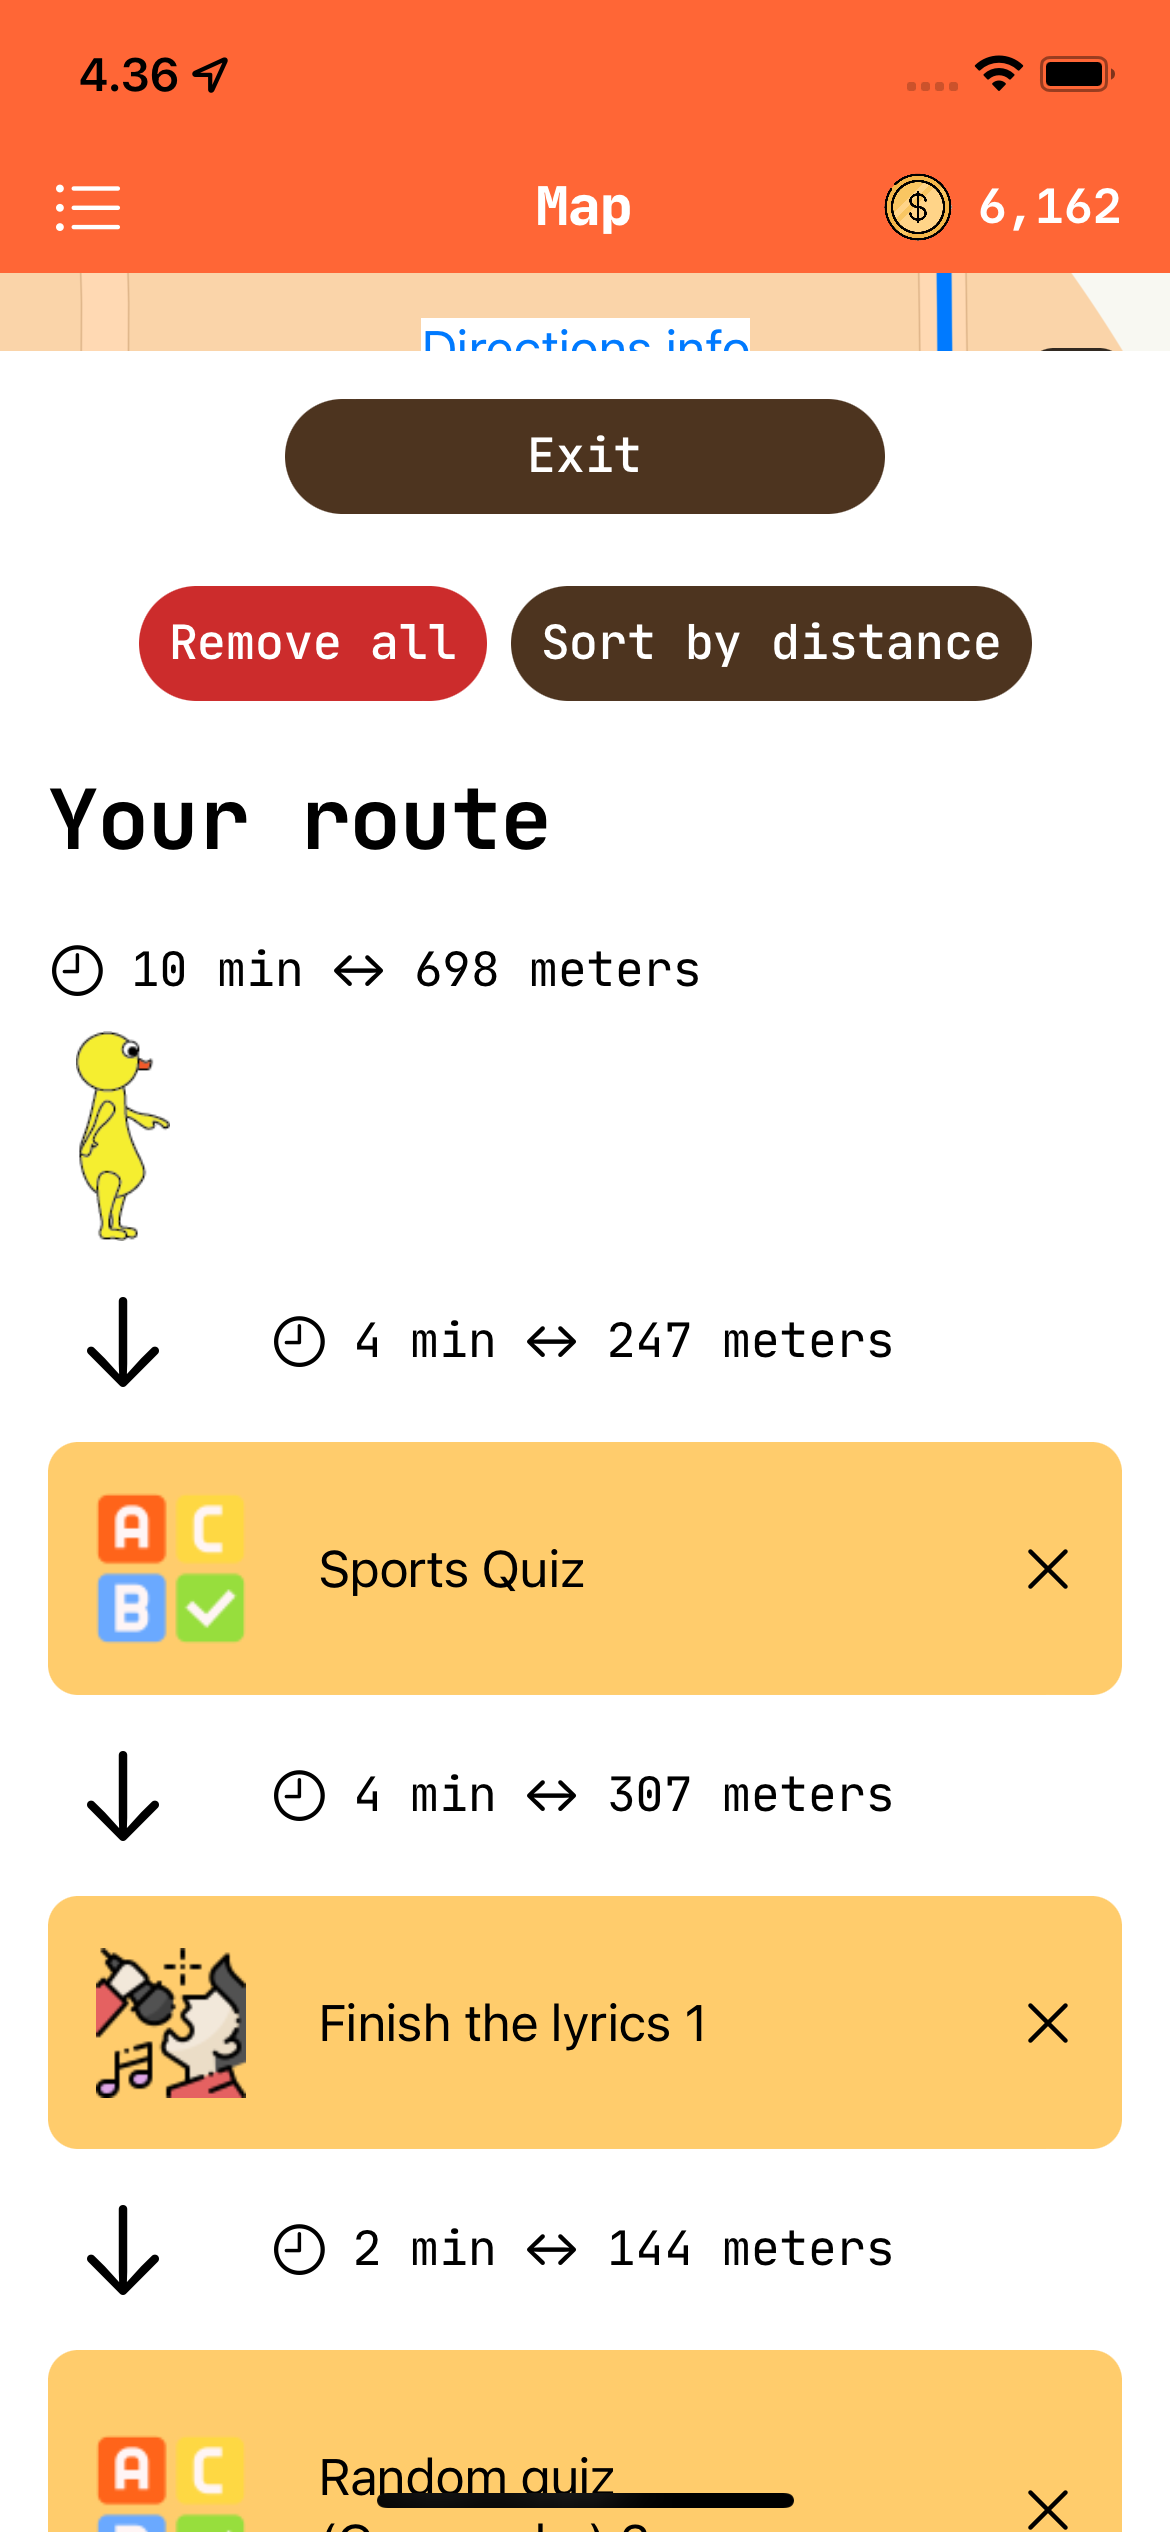 4.36
Map
6,162
Directions info
Exit
Remove all
Sort by distance
Your route
10 min ↔ 698 meters
4 min ↔ 247 meters
A C
B
Sports Quiz
4 min ↔ 307 meters
Finish the lyrics 1
2 min ↔ 144 meters
A C
Random quiz